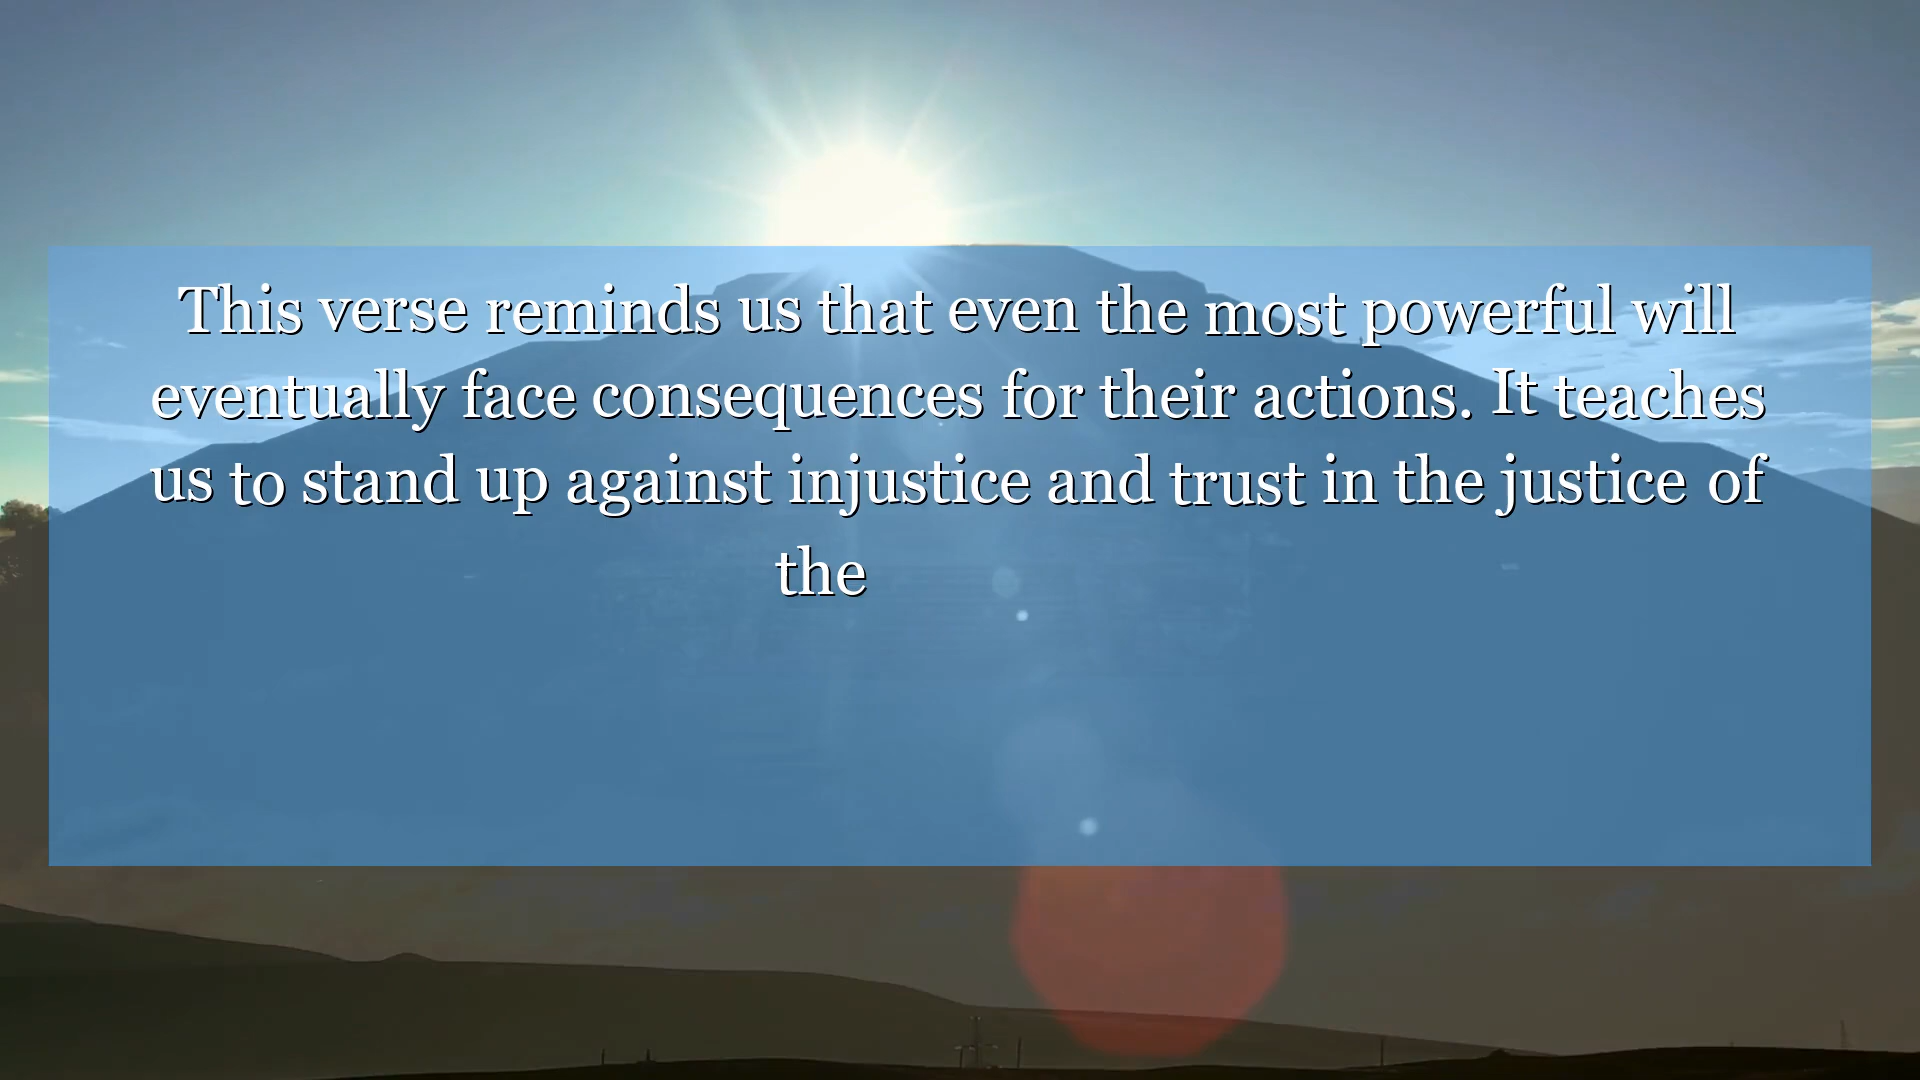 This verse reminds us that even the most powerful will
eventually face consequences for their actions. It teaches
us to stand up against injustice and trust in the justice of
the